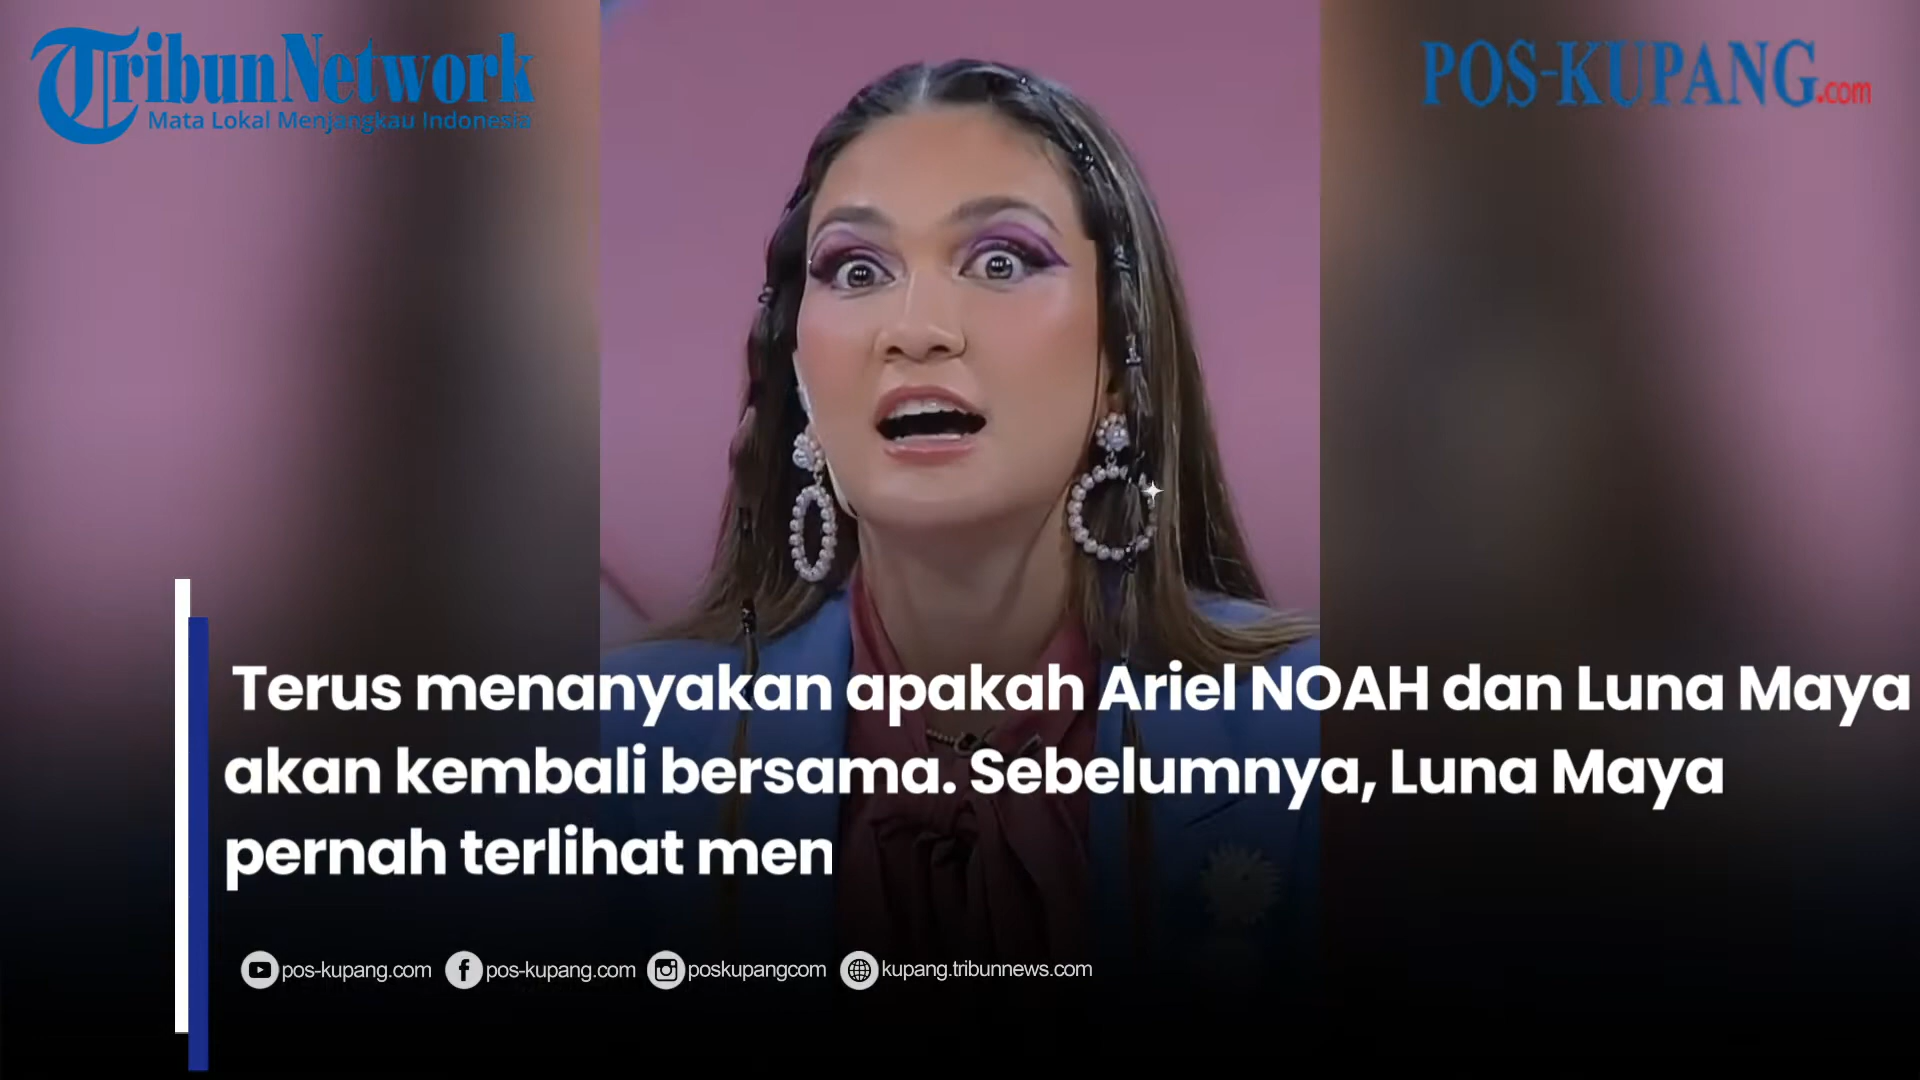 TribunNetwork
Mata Lokal Menjangkau Indonesia
POS-KUPANG.com
Terus menanyakan apakah Ariel NOAH dan Luna Maya
akan kembali bersama. Sebelumnya, Luna Maya
pernah terlihat men
pos-kupang.com pos-kupang.com poskupangcom kupang.tribunnews.com